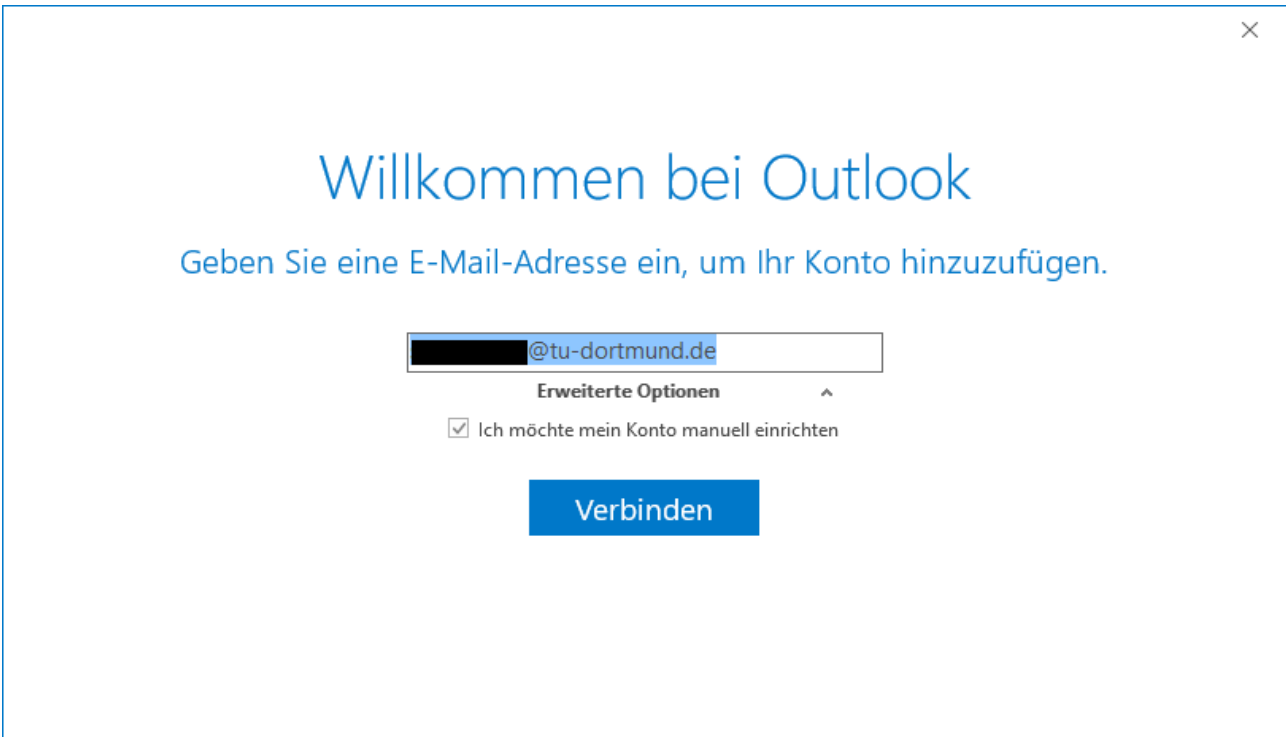 Willkommen bei Outlook
Geben Sie eine E-Mail-Adresse ein, um Ihr Konto hinzuzufügen.
@tu-dortmund.de
Erweiterte Optionen
Ich möchte mein Konto manuell einrichten
Verbinden